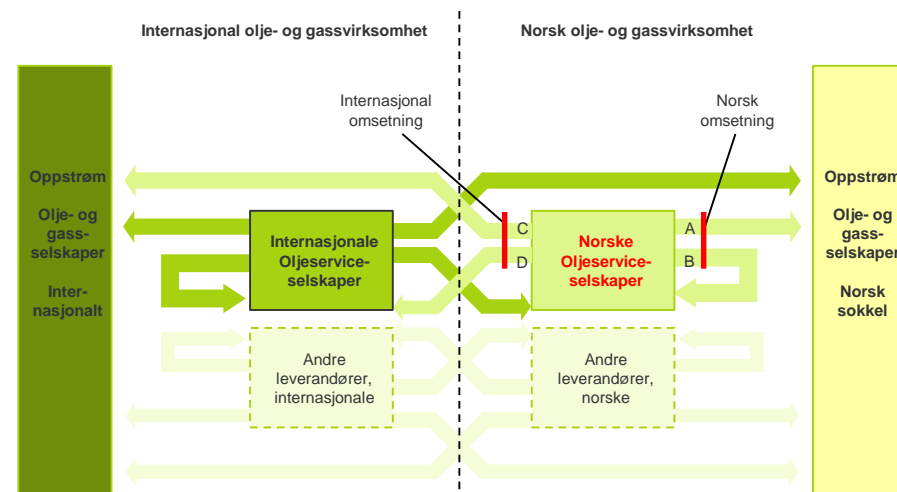 Internasjonal olje- og gassvirksomhet
Norsk olje- og gassvirksomhet
Internasjonal
omsetning
Norsk
omsetning
Oppstrøm
Olje- og
gass-
selskaper
Inter-
nasjonalt
Internasjonale
Oljeservice-
selskaper
C
D
Norske
Oljeservice-
selskaper
A
B
Oppstrøm
Olje- og
gass-
selskaper
Norsk
sokkel
Andre
leverandører,
internasjonale
Andre
leverandører,
norske